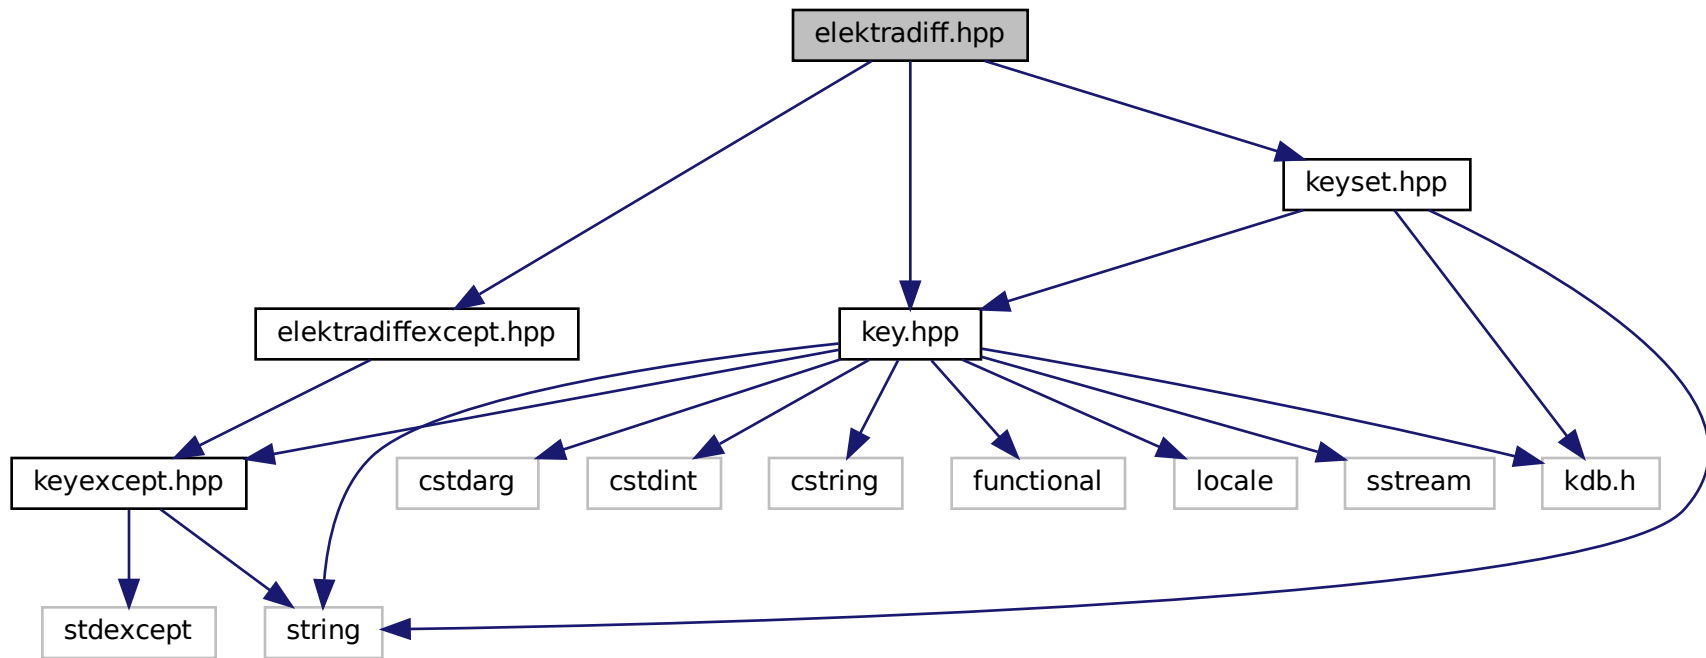 elektradiff.hpp
keyset.hpp
elektradiffexcept.hpp
key.hpp
keyexcept.hpp
cstdarg
cstdint
cstring
functional
locale
sstream
kdb.h
stdexcept
string